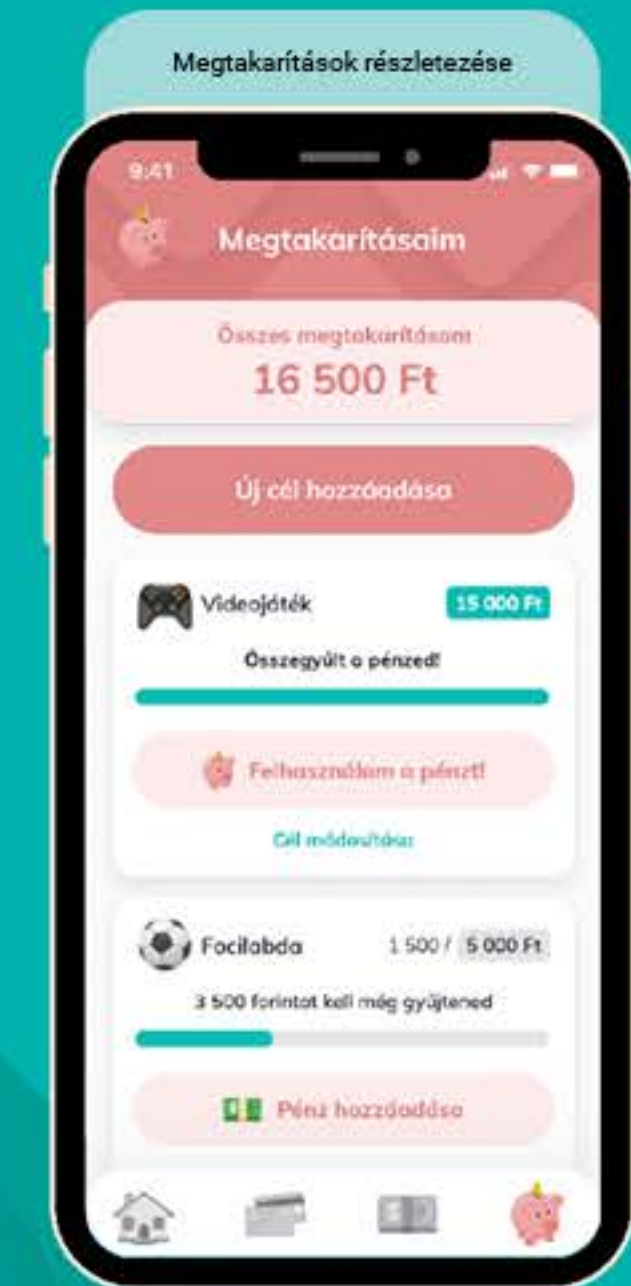 Megtakarítások részletezése
9:41
Megtakarításaim
Összes megtakarításom
16 500 Ft
Új cél hozzáadása
Videojáték 15 000 Ft
Összegyűlt a pénzed!
Felhasználom a pénzt!
Cél módosítása
Focilabda 1 500 / 5 000 Ft
3 500 forintot kell még gyűjtened
Pénz hozzáadása